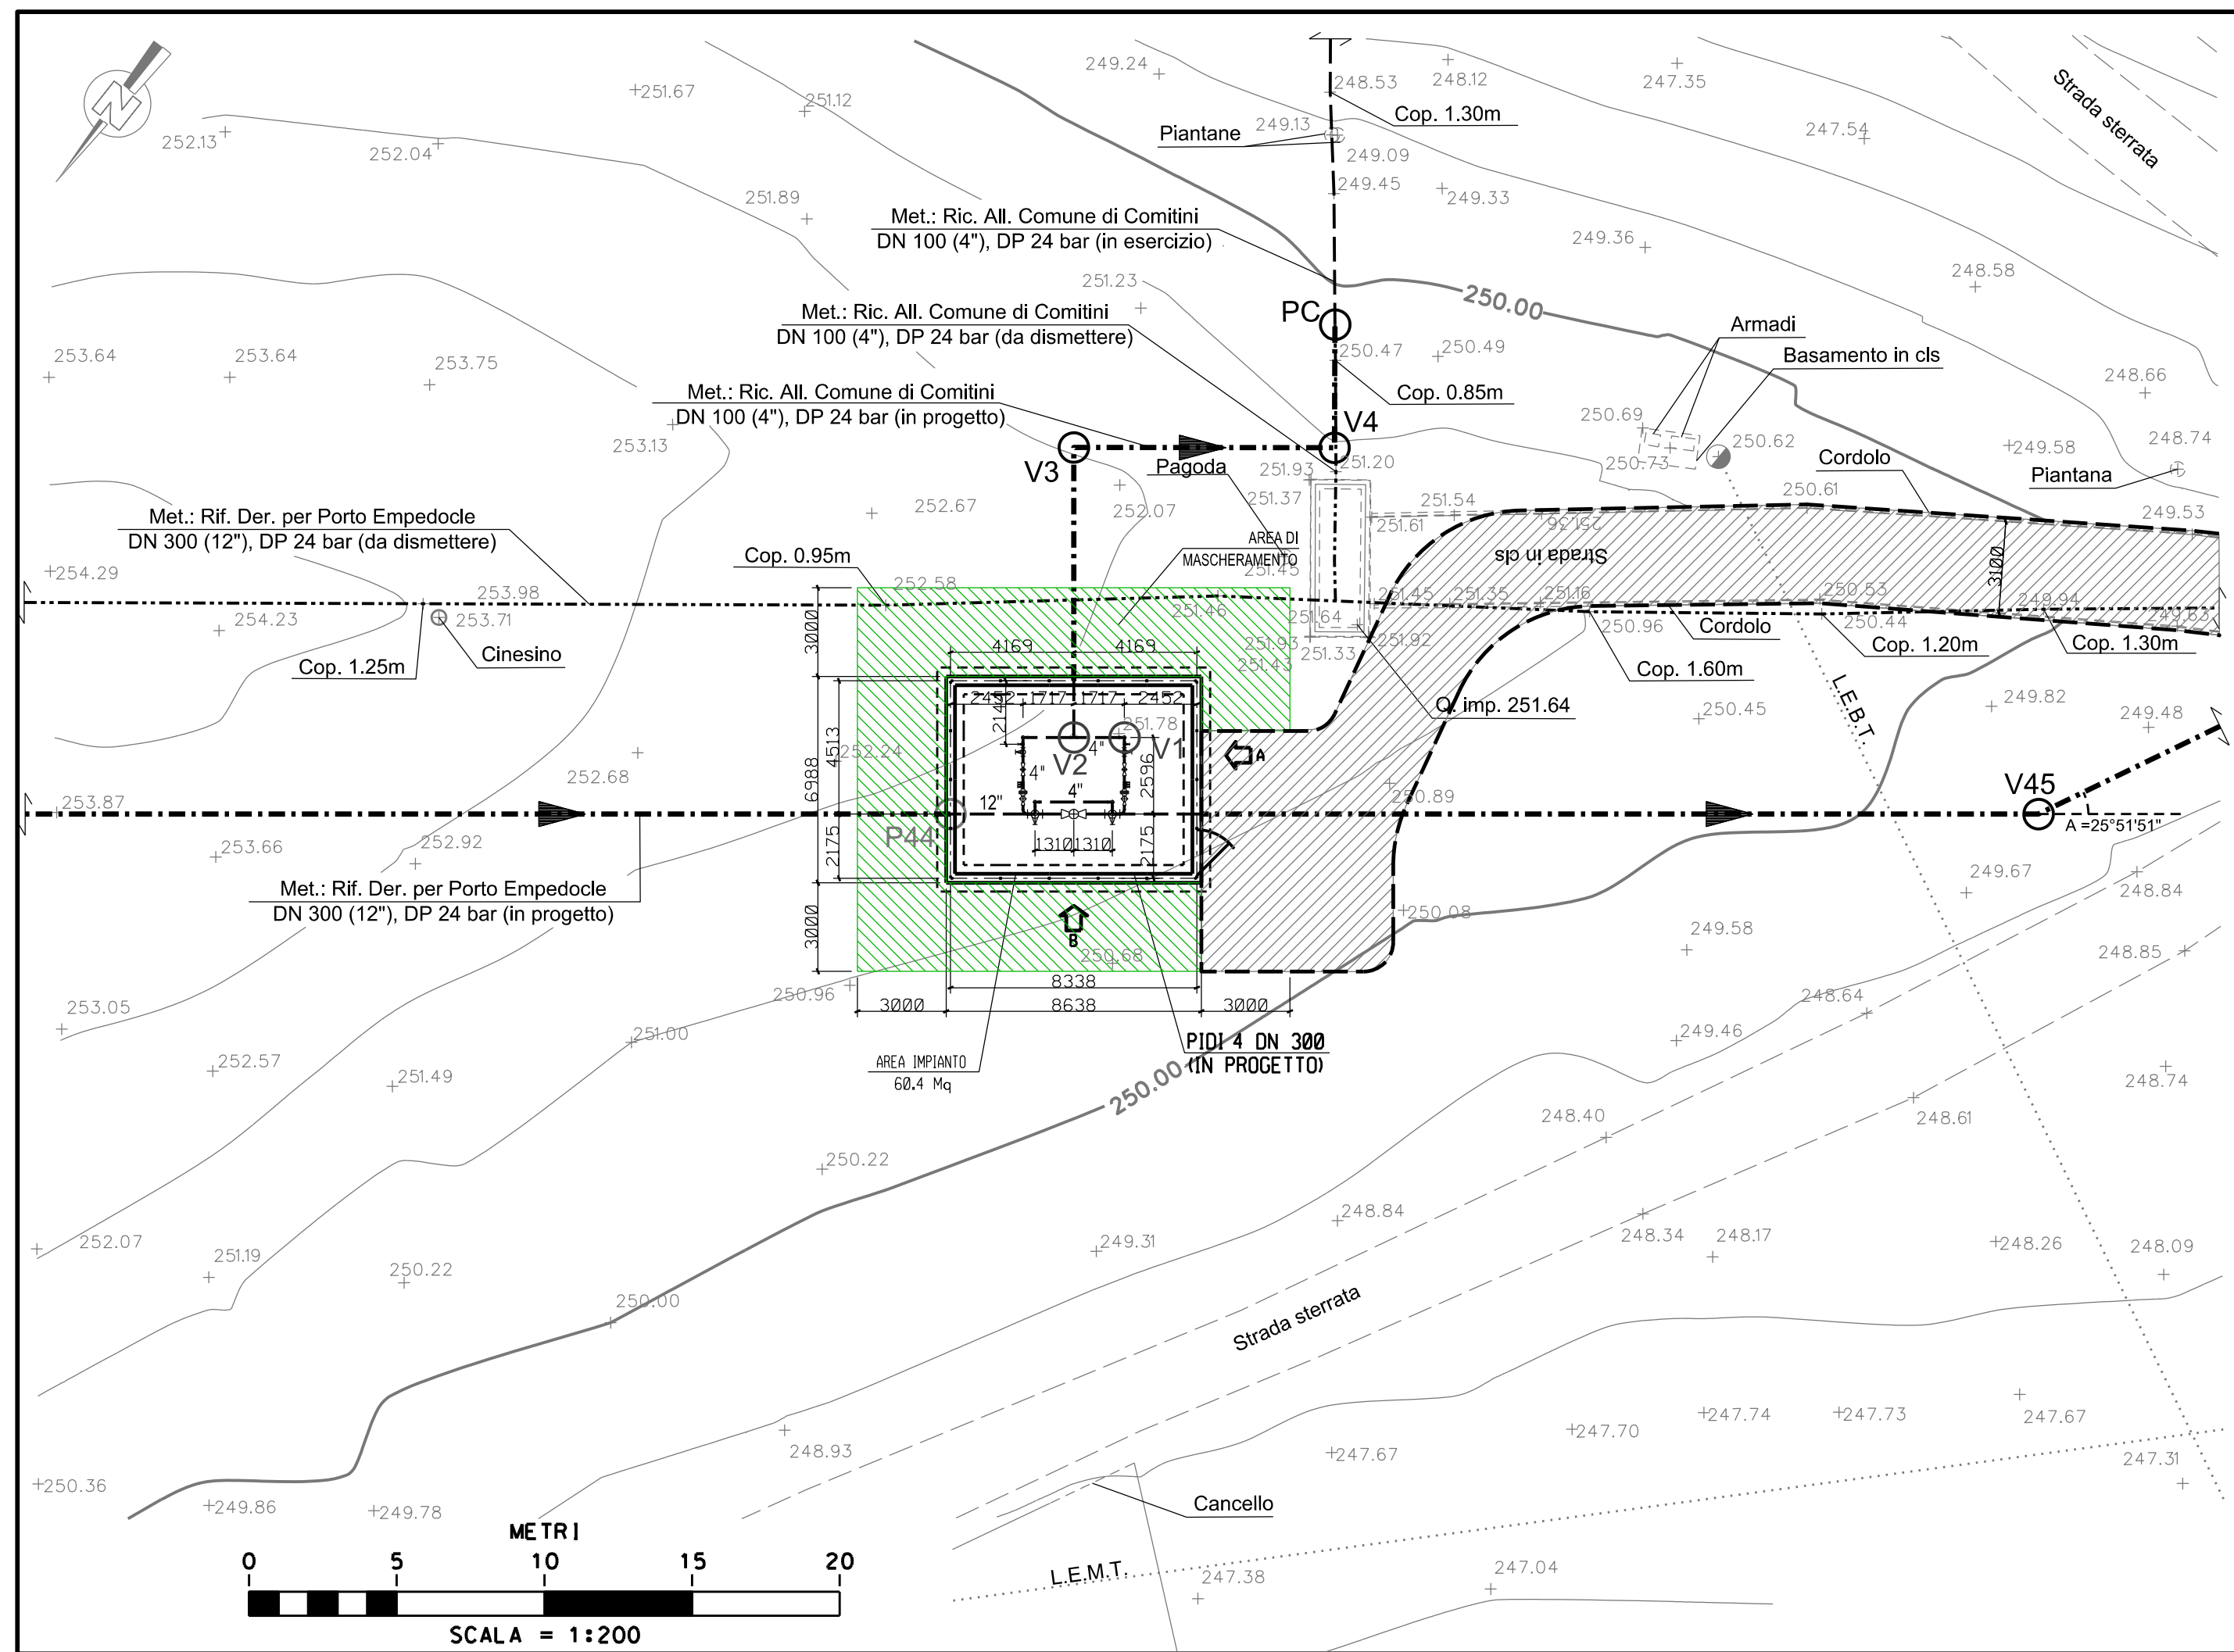 249.24
248.53
248.12
247.35
Strada sterrata
251.67
251.12
Cop. 1.30m
N
252.13
252.04
Piantane
249.13
249.09
247.54
251.89
249.45
249.33
Met.: Ric. All. Comune di Comitini
DN 100 (4"), DP 24 bar (in esercizio)
249.36
248.58
251.23
250.00
Met.: Ric. All. Comune di Comitini
DN 100 (4"), DP 24 bar (da dismettere)
PC
Armadi
253.64
253.64
253.75
250.47
250.49
Basamento in cls
248.66
Met.: Ric. All. Comune di Comitini
DN 100 (4"), DP 24 bar (in progetto)
Cop. 0.85m
250.69
253.13
V3
V4
250.62
249.58
248.74
Pagoda
251.93
251.20
250.73
Cordolo
Piantana
252.67
252.07
251.37
251.54
250.61
249.53
Met.: Rif. Der. per Porto Empedocle
DN 300 (12"), DP 24 bar (da dismettere)
251.61
251.36
AREA DI
MASCHERAMENTO
Strada in cls
3100
Cop. 0.95m
254.29
252.58
251.45
253.98
251.46
251.45
251.35
251.16
250.53
249.94
254.23
253.71
251.64
250.96
250.44
249.63
3000
Cop. 1.25m
Cinesino
4169
4169
251.93
251.33
251.92
251.43
Cordolo
Cop. 1.60m
Cop. 1.20m
Cop. 1.30m
2452
1717
1717
2452
2144
Q. imp. 251.64
250.45
L.E.B.T.
249.82
249.48
251.78
252.24
252.68
4513
6988
V2
4"
V1
A
4"
4"
2596
250.89
V45
253.87
12"
P44
A =25°51'51"
253.66
252.92
2175
1310
1310
2175
249.67
248.84
Met.: Rif. Der. per Porto Empedocle
DN 300 (12"), DP 24 bar (in progetto)
3000
B
250.08
249.58
248.85
250.68
253.05
250.96
8338
3000
8638
3000
248.64
252.57
251.00
249.46
251.49
AREA IMPIANTO
60.4 Mq
PIDI 4 DN 300
(IN PROGETTO)
250.00
248.74
248.40
248.61
250.22
252.07
251.19
250.22
249.31
248.84
248.34
248.17
248.26
248.09
250.00
Strada sterrata
248.93
247.67
247.70
247.74
247.73
247.67
247.31
250.36
249.86
249.78
Cancello
METRI
0 5 10 15 20
SCALA = 1:200
L.E.M.T.
247.38
247.04